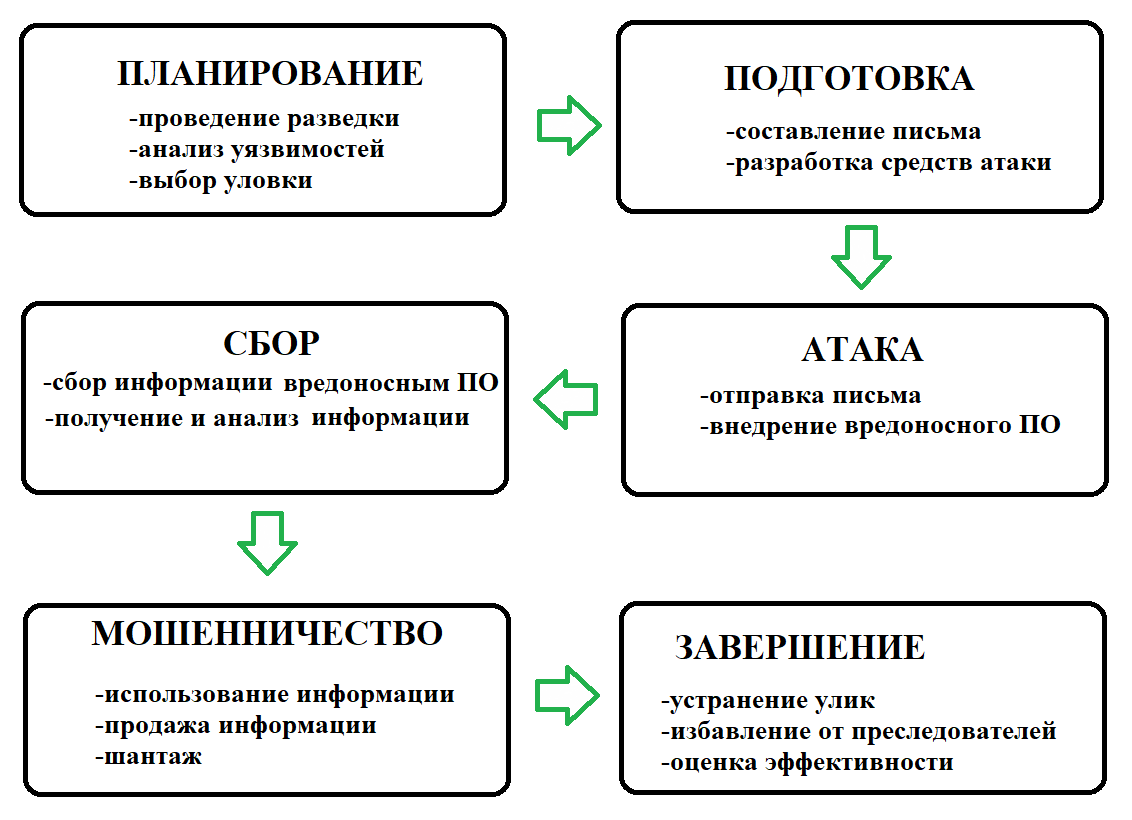 ПЛАНИРОВАНИЕ
-проведение разведки
-анализ уязвимостей
-выбор уловки
ПОДГОТОВКА
-составление письма
-разработка средств атаки
АТАКА
-отправка письма
-внедрение вредоносного ПО
СБОР
-сбор информации вредоносным ПО
-получение и анализ информации
МОШЕННИЧЕСТВО
-использование информации
-продажа информации
-шантаж
ЗАВЕРШЕНИЕ
-устранение улик
-избавление от преследователей
-оценка эффективности